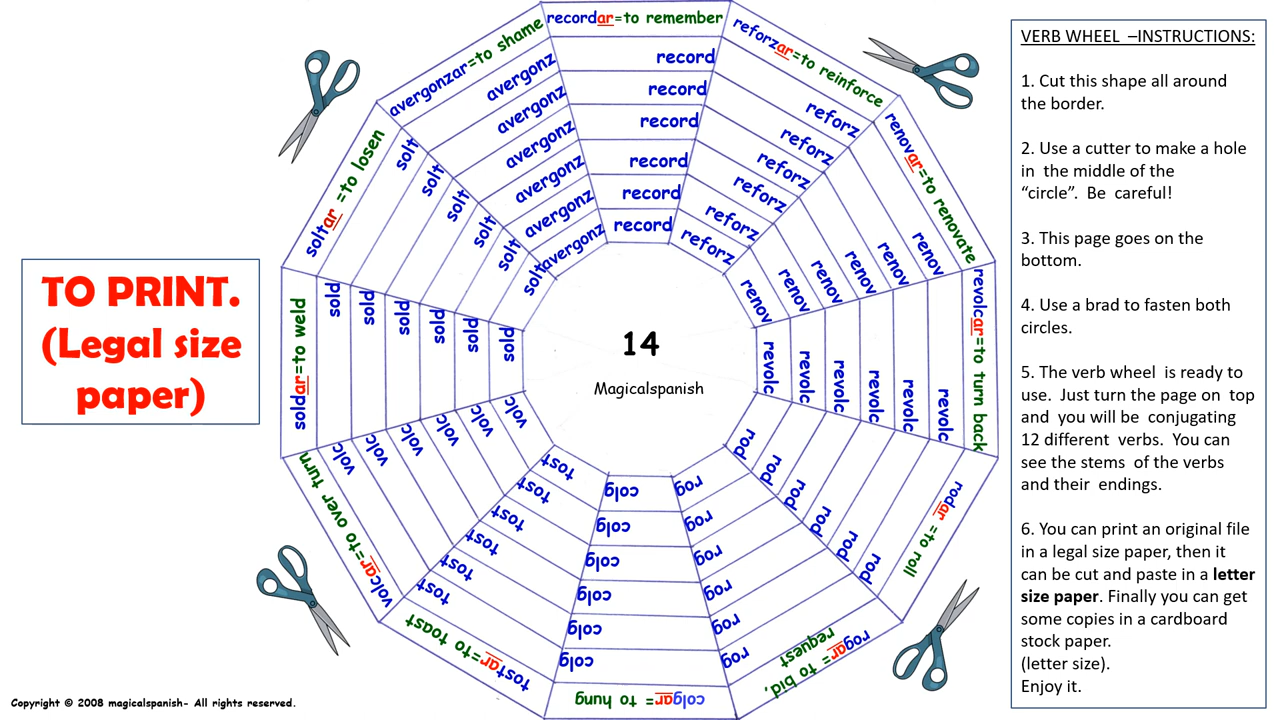 recordar=to remember
record
record
record
record
record
record
reforzar=to reinforce
reforz
reforz
reforz
reforz
reforz
reforz
renovar=to renovate
renov
renov
renov
renov
renov
renov
revolcar=to turn back
revolc
revolc
revolc
revolc
revolc
revolc
rodar =to roll
rod
rod
rod
rod
rod
rod
rogar= to bid,
request
rog
rog
rog
rog
rog
rog
colgar= to hung
colg
colg
colg
colg
colg
colg
tostar=to toast
tost
tost
tost
tost
tost
tost
volcar=to over turn
volc
volc
volc
volc
volc
volc
soldar=to weld
sold
sold
sold
sold
sold
sold
soltar =to losen
solt
solt
solt
solt
solt
solt
avergonzar=to shame
avergonz
avergonz
avergonz
avergonz
avergonz
avergonz
14
Magicalspanish
TO PRINT.
(Legal size
paper)
VERB WHEEL –INSTRUCTIONS:
1. Cut this shape all around
the border.
2. Use a cutter to make a hole
in the middle of the
“circle”. Be careful!
3. This page goes on the
bottom.
4. Use a brad to fasten both
circles.
5. The verb wheel is ready to
use. Just turn the page on top
and you will be conjugating
12 different verbs. You can
see the stems of the verbs
and their endings.
6. You can print an original file
in a legal size paper, then it
can be cut and paste in a letter
size paper. Finally you can get
some copies in a cardboard
stock paper.
(letter size).
Enjoy it.
Copyright © 2008 magicalspanish- All rights reserved.